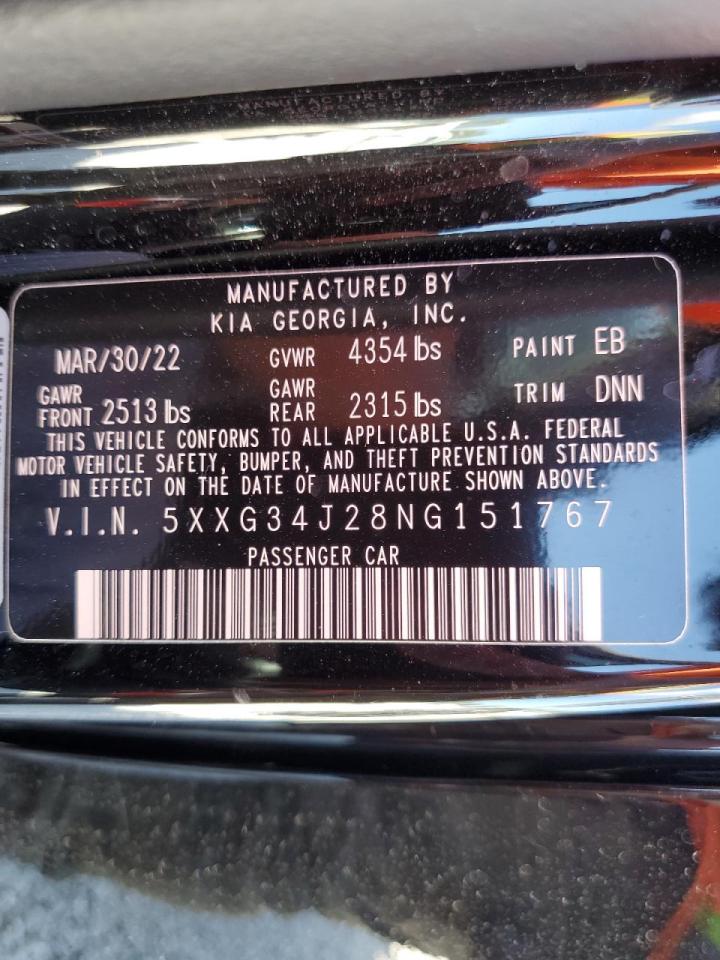 MANUFACTURED BY
MANUFACTURED BY
KIA GEORGIA, INC.
MAR/30/22 GVWR 4354 lbs PAINT EB
GAWR FRONT 2513 lbs GAWR REAR 2315 lbs TRIM DNN
THIS VEHICLE CONFORMS TO ALL APPLICABLE U.S.A. FEDERAL
MOTOR VEHICLE SAFETY, BUMPER, AND THEFT PREVENTION STANDARDS
IN EFFECT ON THE DATE OF MANUFACTURE SHOWN ABOVE.
V.I.N. 5XXG34J28NG151767
PASSENGER CAR